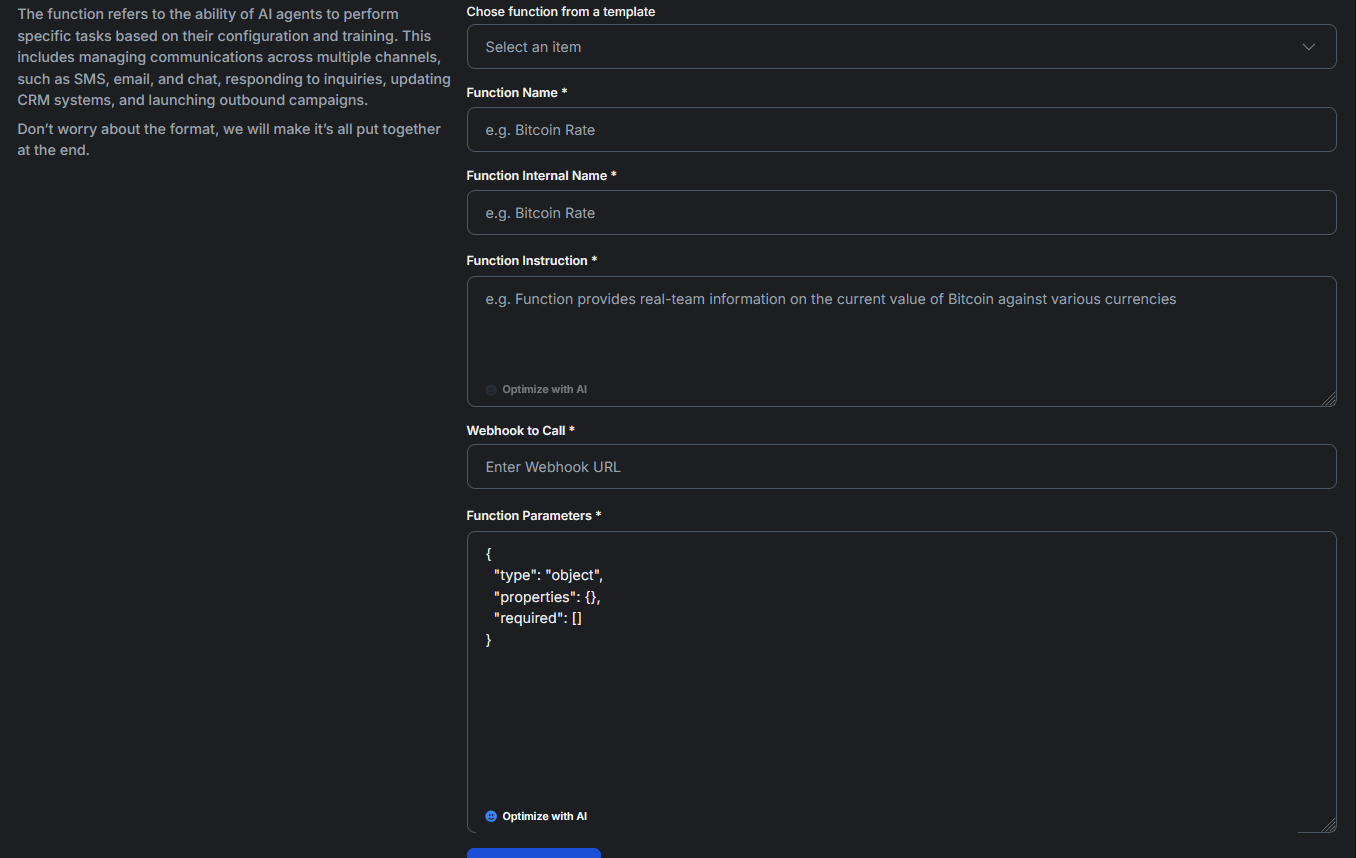 The function refers to the ability of AI agents to perform
specific tasks based on their configuration and training. This
includes managing communications across multiple channels,
such as SMS, email, and chat, responding to inquiries, updating
CRM systems, and launching outbound campaigns.
Don’t worry about the format, we will make it’s all put together
at the end.
Chose function from a template
Select an item
Function Name *
e.g. Bitcoin Rate
Function Internal Name *
e.g. Bitcoin Rate
Function Instruction *
e.g. Function provides real-team information on the current value of Bitcoin against various currencies
Optimize with AI
Webhook to Call *
Enter Webhook URL
Function Parameters *
{
  "type": "object",
  "properties": {},
  "required": []
}
Optimize with AI